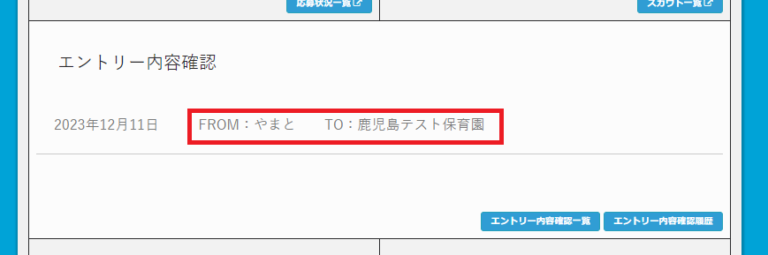 応募状況一覧
スカウト一覧
エントリー内容確認
2023年12月11日 FROM：やまと TO：鹿児島テスト保育園
エントリー内容確認一覧 エントリー内容確認履歴